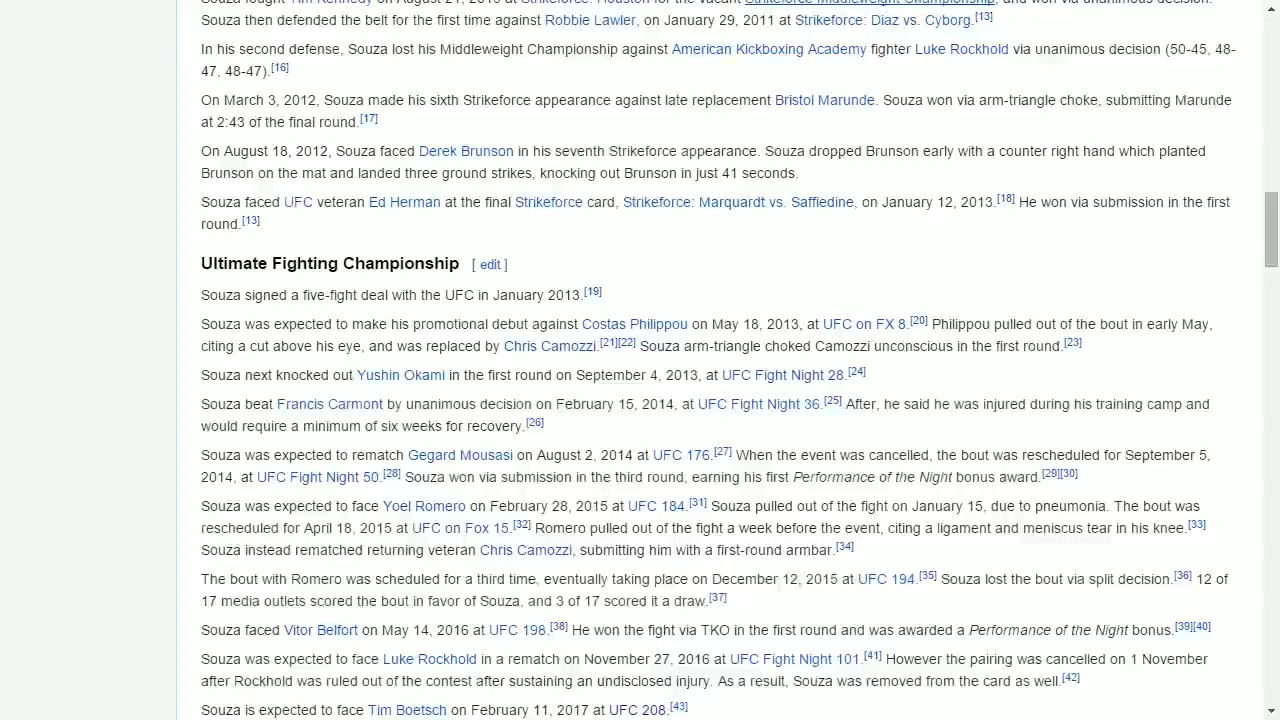 Souza fought Tim Kennedy on August 21, 2010 at Strikeforce: Houston for the vacant Strikeforce Middleweight Championship, and won via unanimous decision.
Souza then defended the belt for the first time against Robbie Lawler, on January 29, 2011 at Strikeforce: Diaz vs. Cyborg.[13]
In his second defense, Souza lost his Middleweight Championship against American Kickboxing Academy fighter Luke Rockhold via unanimous decision (50-45, 48-
47, 48-47).[16]
On March 3, 2012, Souza made his sixth Strikeforce appearance against late replacement Bristol Marunde. Souza won via arm-triangle choke, submitting Marunde
at 2:43 of the final round.[17]
On August 18, 2012, Souza faced Derek Brunson in his seventh Strikeforce appearance. Souza dropped Brunson early with a counter right hand which planted
Brunson on the mat and landed three ground strikes, knocking out Brunson in just 41 seconds.
Souza faced UFC veteran Ed Herman at the final Strikeforce card, Strikeforce: Marquardt vs. Saffiedine, on January 12, 2013.[18] He won via submission in the first
round.[13]
Ultimate Fighting Championship [ edit ]
Souza signed a five-fight deal with the UFC in January 2013.[19]
Souza was expected to make his promotional debut against Costas Philippou on May 18, 2013, at UFC on FX 8.[20] Philippou pulled out of the bout in early May,
citing a cut above his eye, and was replaced by Chris Camozzi.[21][22] Souza arm-triangle choked Camozzi unconscious in the first round.[23]
Souza next knocked out Yushin Okami in the first round on September 4, 2013, at UFC Fight Night 28.[24]
Souza beat Francis Carmont by unanimous decision on February 15, 2014, at UFC Fight Night 36.[25] After, he said he was injured during his training camp and
would require a minimum of six weeks for recovery.[26]
Souza was expected to rematch Gegard Mousasi on August 2, 2014 at UFC 176.[27] When the event was cancelled, the bout was rescheduled for September 5,
2014, at UFC Fight Night 50.[28] Souza won via submission in the third round, earning his first Performance of the Night bonus award.[29][30]
Souza was expected to face Yoel Romero on February 28, 2015 at UFC 184.[31] Souza pulled out of the fight on January 15, due to pneumonia. The bout was
rescheduled for April 18, 2015 at UFC on Fox 15.[32] Romero pulled out of the fight a week before the event, citing a ligament and meniscus tear in his knee.[33]
Souza instead rematched returning veteran Chris Camozzi, submitting him with a first-round armbar.[34]
The bout with Romero was scheduled for a third time, eventually taking place on December 12, 2015 at UFC 194.[35] Souza lost the bout via split decision.[36] 12 of
17 media outlets scored the bout in favor of Souza, and 3 of 17 scored it a draw.[37]
Souza faced Vitor Belfort on May 14, 2016 at UFC 198.[38] He won the fight via TKO in the first round and was awarded a Performance of the Night bonus.[39][40]
Souza was expected to face Luke Rockhold in a rematch on November 27, 2016 at UFC Fight Night 101.[41] However the pairing was cancelled on 1 November
after Rockhold was ruled out of the contest after sustaining an undisclosed injury. As a result, Souza was removed from the card as well.[42]
Souza is expected to face Tim Boetsch on February 11, 2017 at UFC 208.[43]